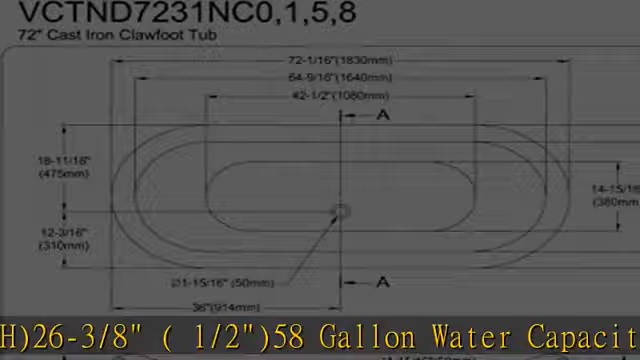 VCTND7231NC0,1,5,8
72" Cast Iron Clawfoot Tub
72-1/16"(1830mm)
64-9/16"(1640mm)
42-1/2"(1080mm)
A
18-11/16"
(475mm)
14-15/16
(380mm)
12-3/16"
(310mm)
Ø1-15/16" (50mm)
A
36"(914mm)
H)26-3/8" ( 1/2")58 Gallon Water Capacit